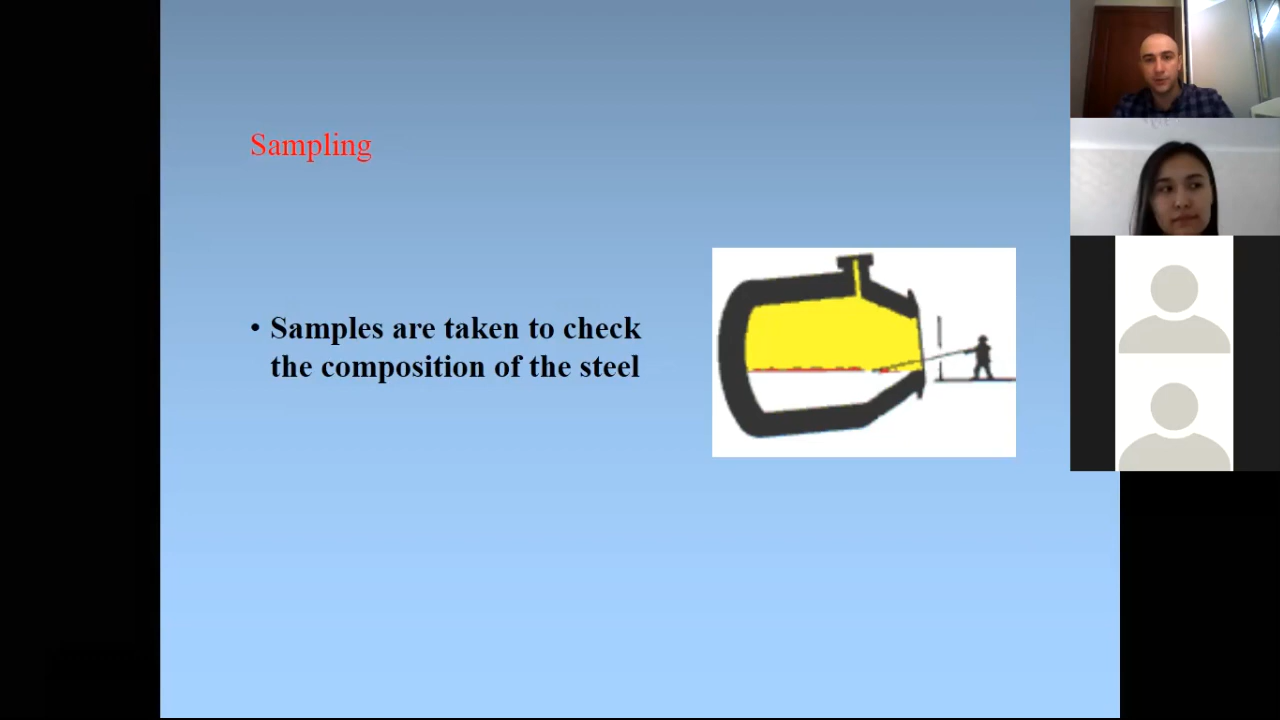 Sampling
• Samples are taken to check
the composition of the steel